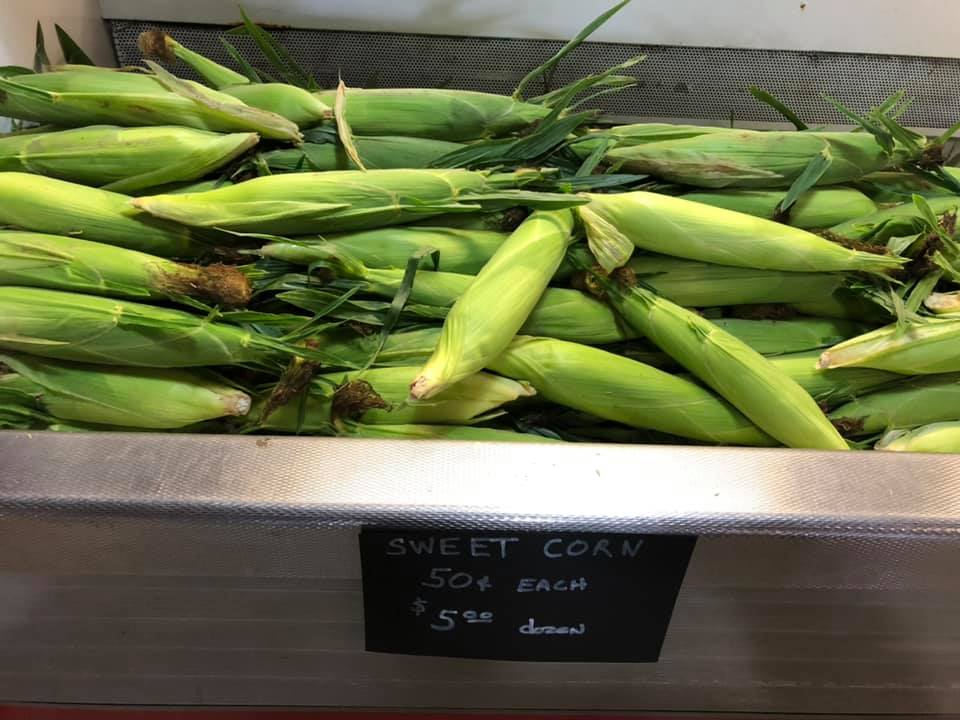 SWEET CORN
50¢ EACH
$5.00 dozen